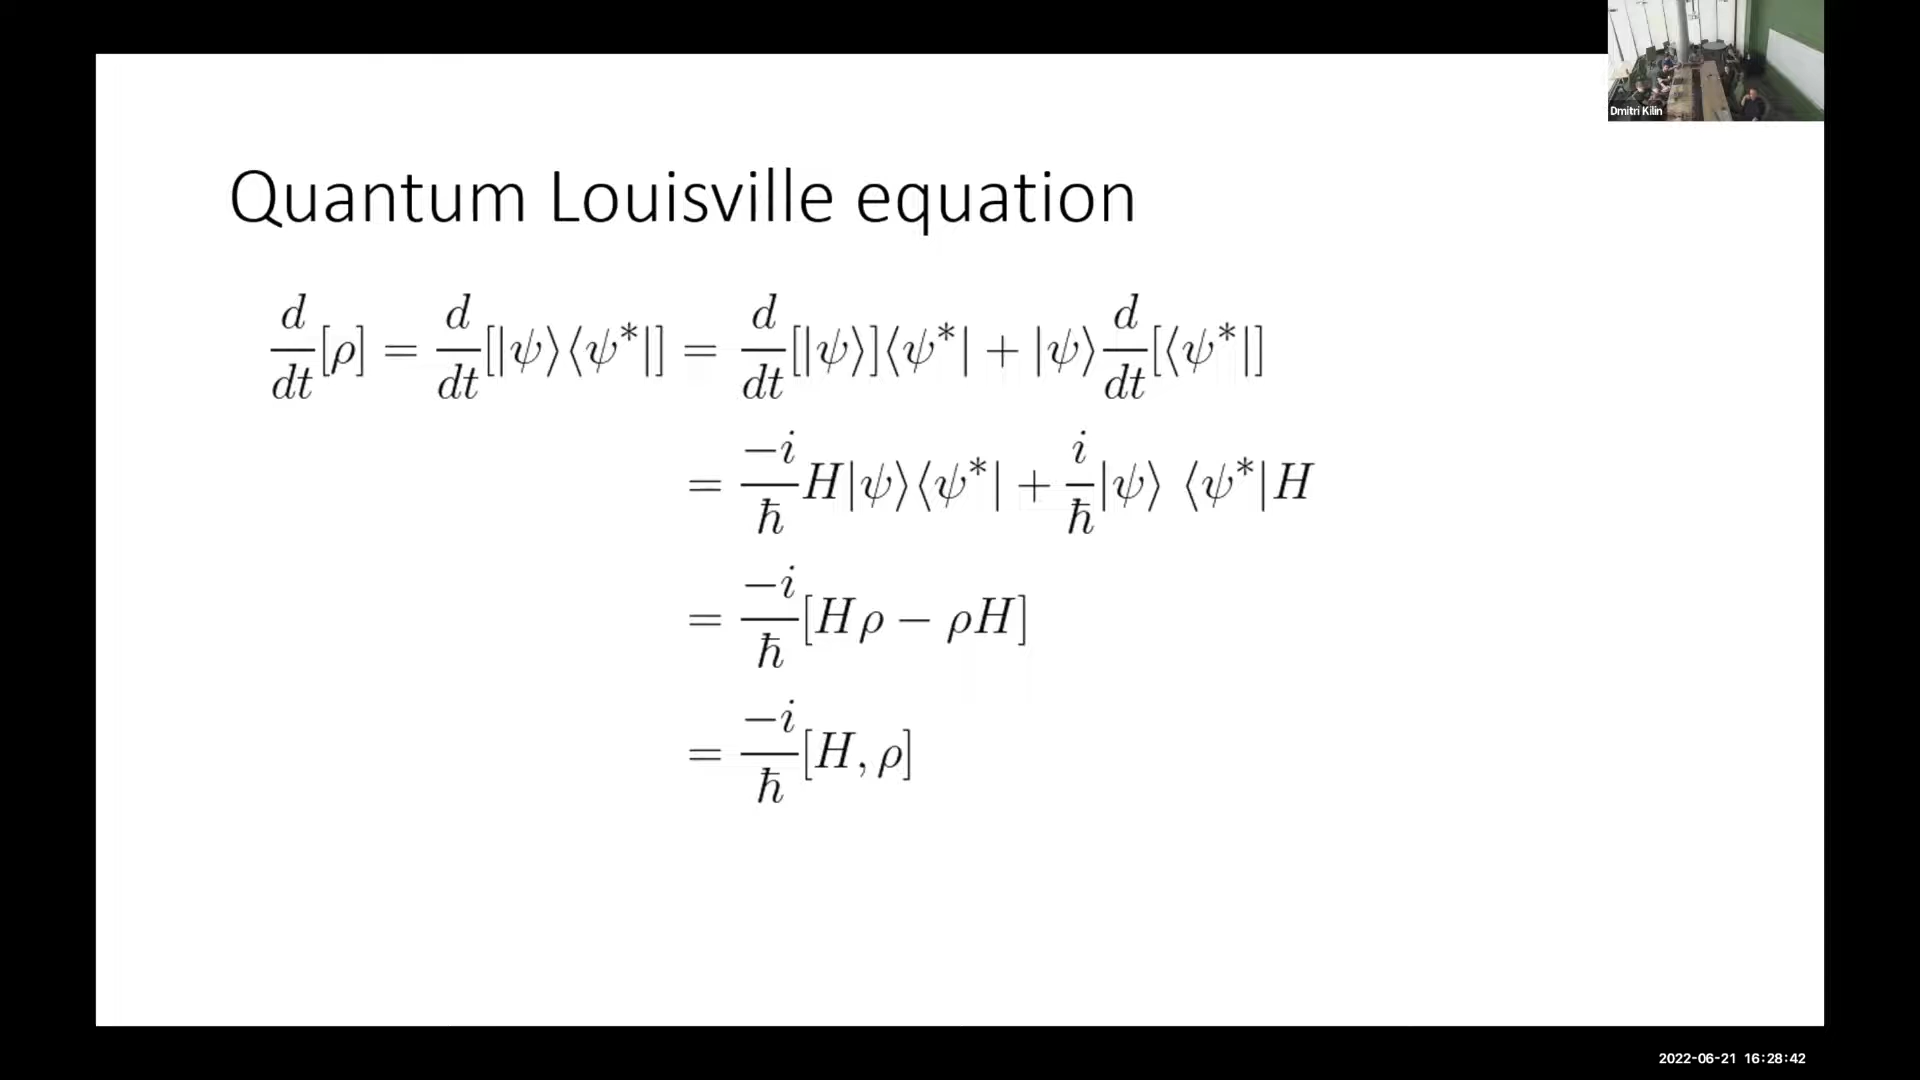 Dmitri Kilin
Quantum Louisville equation
d/dt[ρ] = d/dt[|ψ⟩⟨ψ*|] = d/dt[|ψ⟩]⟨ψ*| + |ψ⟩d/dt[⟨ψ*|]
= -i/ħ H|ψ⟩⟨ψ*| + i/ħ |ψ⟩ ⟨ψ*|H
= -i/ħ [Hρ − ρH]
= -i/ħ [H, ρ]
2022-06-21 16:28:42